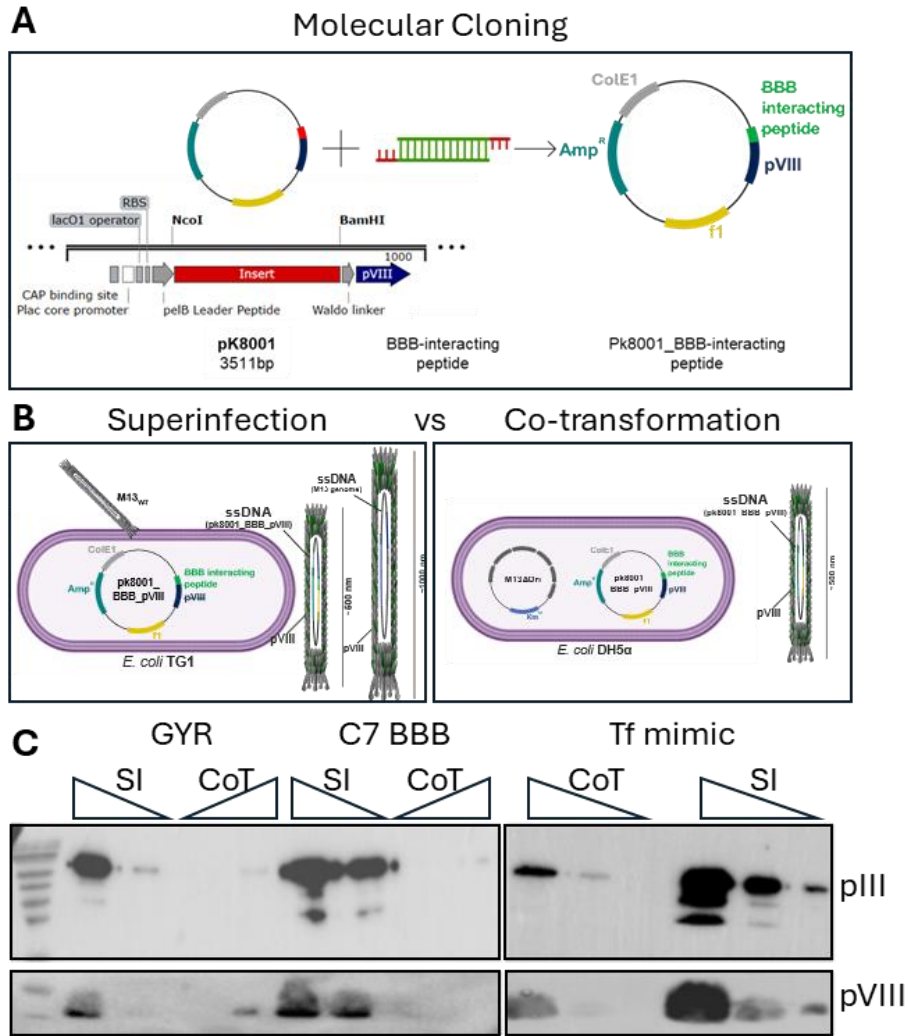 A
Molecular Cloning
ColE1
BBB
interacting
peptide
Amp R
pVIII
f1
RBS
lacO1 operator
NcoI
BamHI
1000
Insert
pVIII
CAP binding site
Plac core promoter
pelB Leader Peptide
Waldo linker
pK8001
3511bp
BBB-interacting
peptide
Pk8001_BBB-interacting
peptide
B
Superinfection
vs
Co-transformation
M13WT
ssDNA
(pk8001_BBB_pVIII)
ssDNA
(M13 genome)
ColE1
Amp R
pk8001_
BBB_pVIII
BBB interacting
peptide
pVIII
f1
E. coli TG1
pVIII
~600 nm
pVIII
~1000 nm
M13ΔOri
Km
ColE1
Amp
pk8001
BBB pVIII
BBB
interacting
peptide
pVIII
f1
E. coli DH5α
ssDNA
(pk8001_BBB_pVIII)
pVIII
~500 nm
C
GYR
C7 BBB
Tf mimic
SI
CoT
SI
CoT
CoT
SI
pIII
pVIII